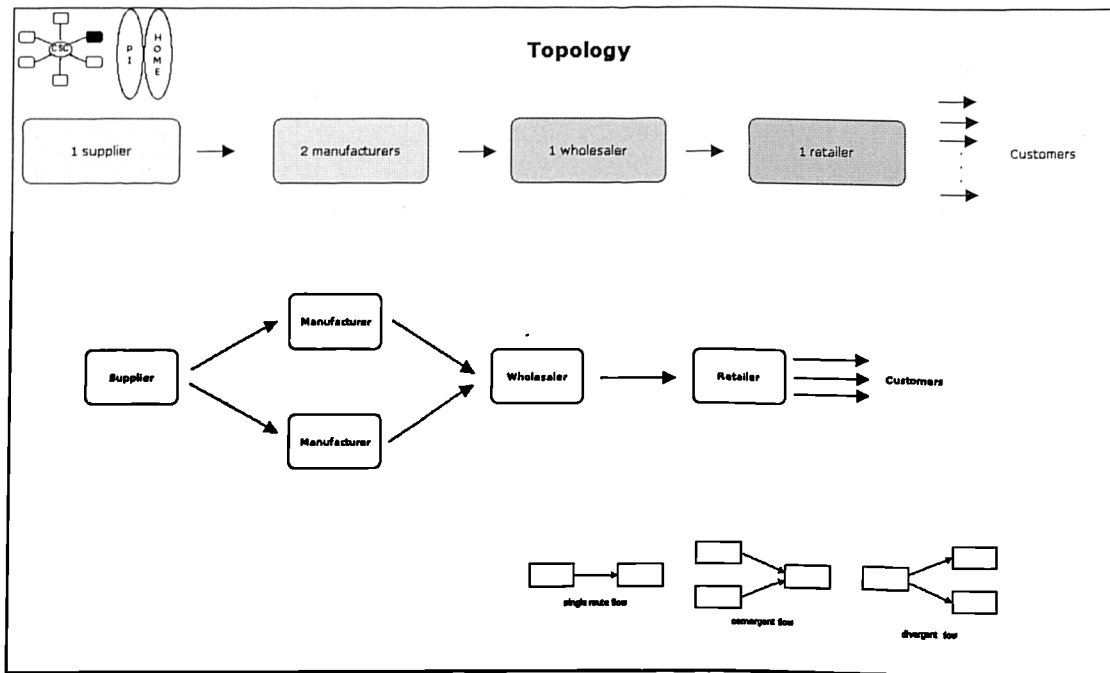 CSC
P I
H O M E
Topology
1 supplier
2 manufacturers
1 wholesaler
1 retailer
Customers
Manufacturer
Supplier
Wholesaler
Retailer
Customers
Manufacturer
single route flow
convergent flow
divergent flow